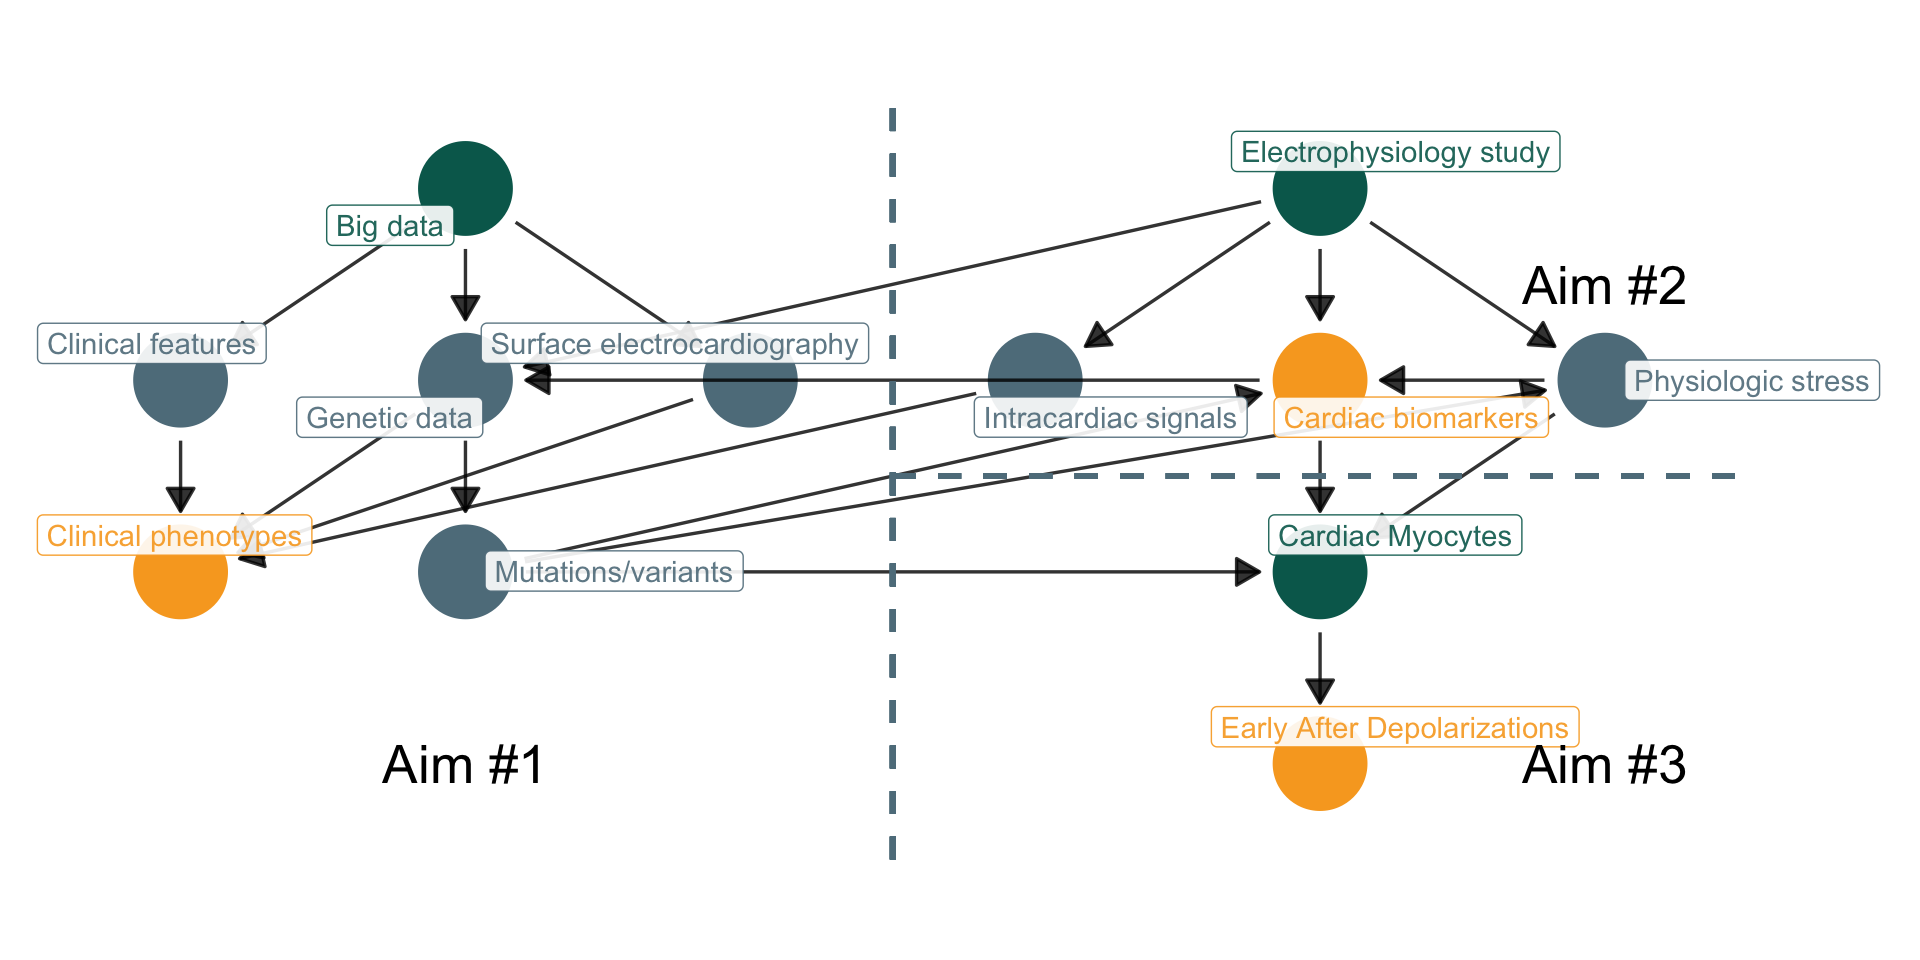 Electrophysiology study
Big data
Aim #2
Clinical features
Surface electrocardiography
Physiologic stress
Genetic data
Intracardiac signals
Cardiac biomarkers
Clinical phenotypes
Cardiac Myocytes
Mutations/variants
Early After Depolarizations
Aim #1
Aim #3